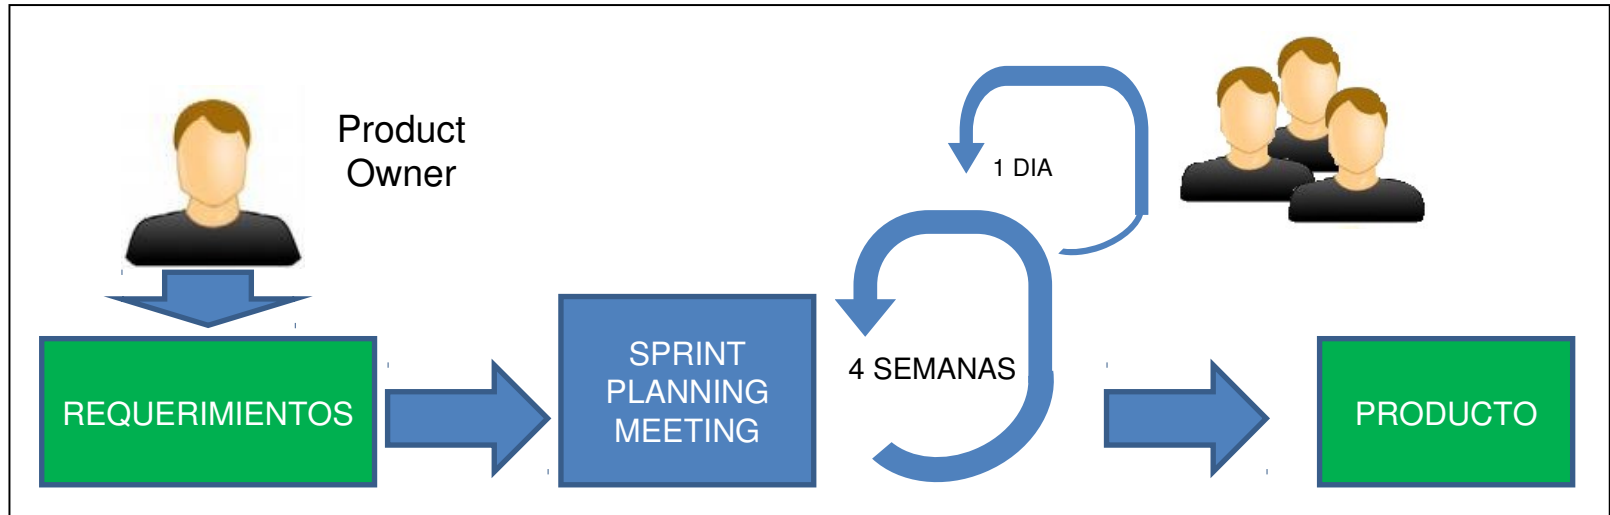 Product
Owner
1 DIA
REQUERIMIENTOS
SPRINT
PLANNING
MEETING
4 SEMANAS
PRODUCTO